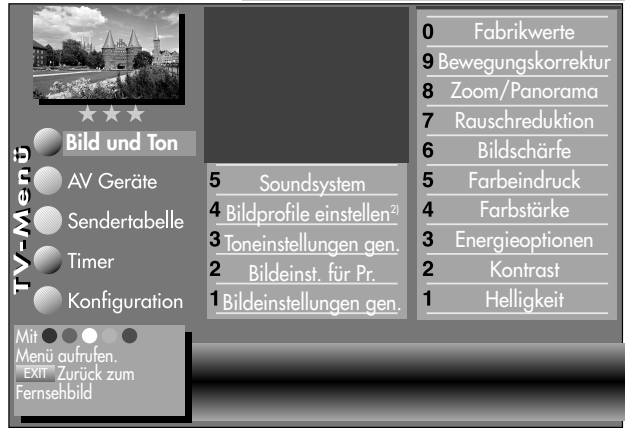 TV-Menü
Bild und Ton
AV Geräte
Sendertabelle
Timer
Konfiguration
Mit
Menü aufrufen.
EXIT Zurück zum
Fernsehbild
5 Soundsystem
4 Bildprofile einstellen2)
3 Toneinstellungen gen.
2 Bildeinst. für Pr.
1 Bildeinstellungen gen.
0 Fabrikwerte
9 Bewegungskorrektur
8 Zoom/Panorama
7 Rauschreduktion
6 Bildschärfe
5 Farbeindruck
4 Farbstärke
3 Energieoptionen
2 Kontrast
1 Helligkeit